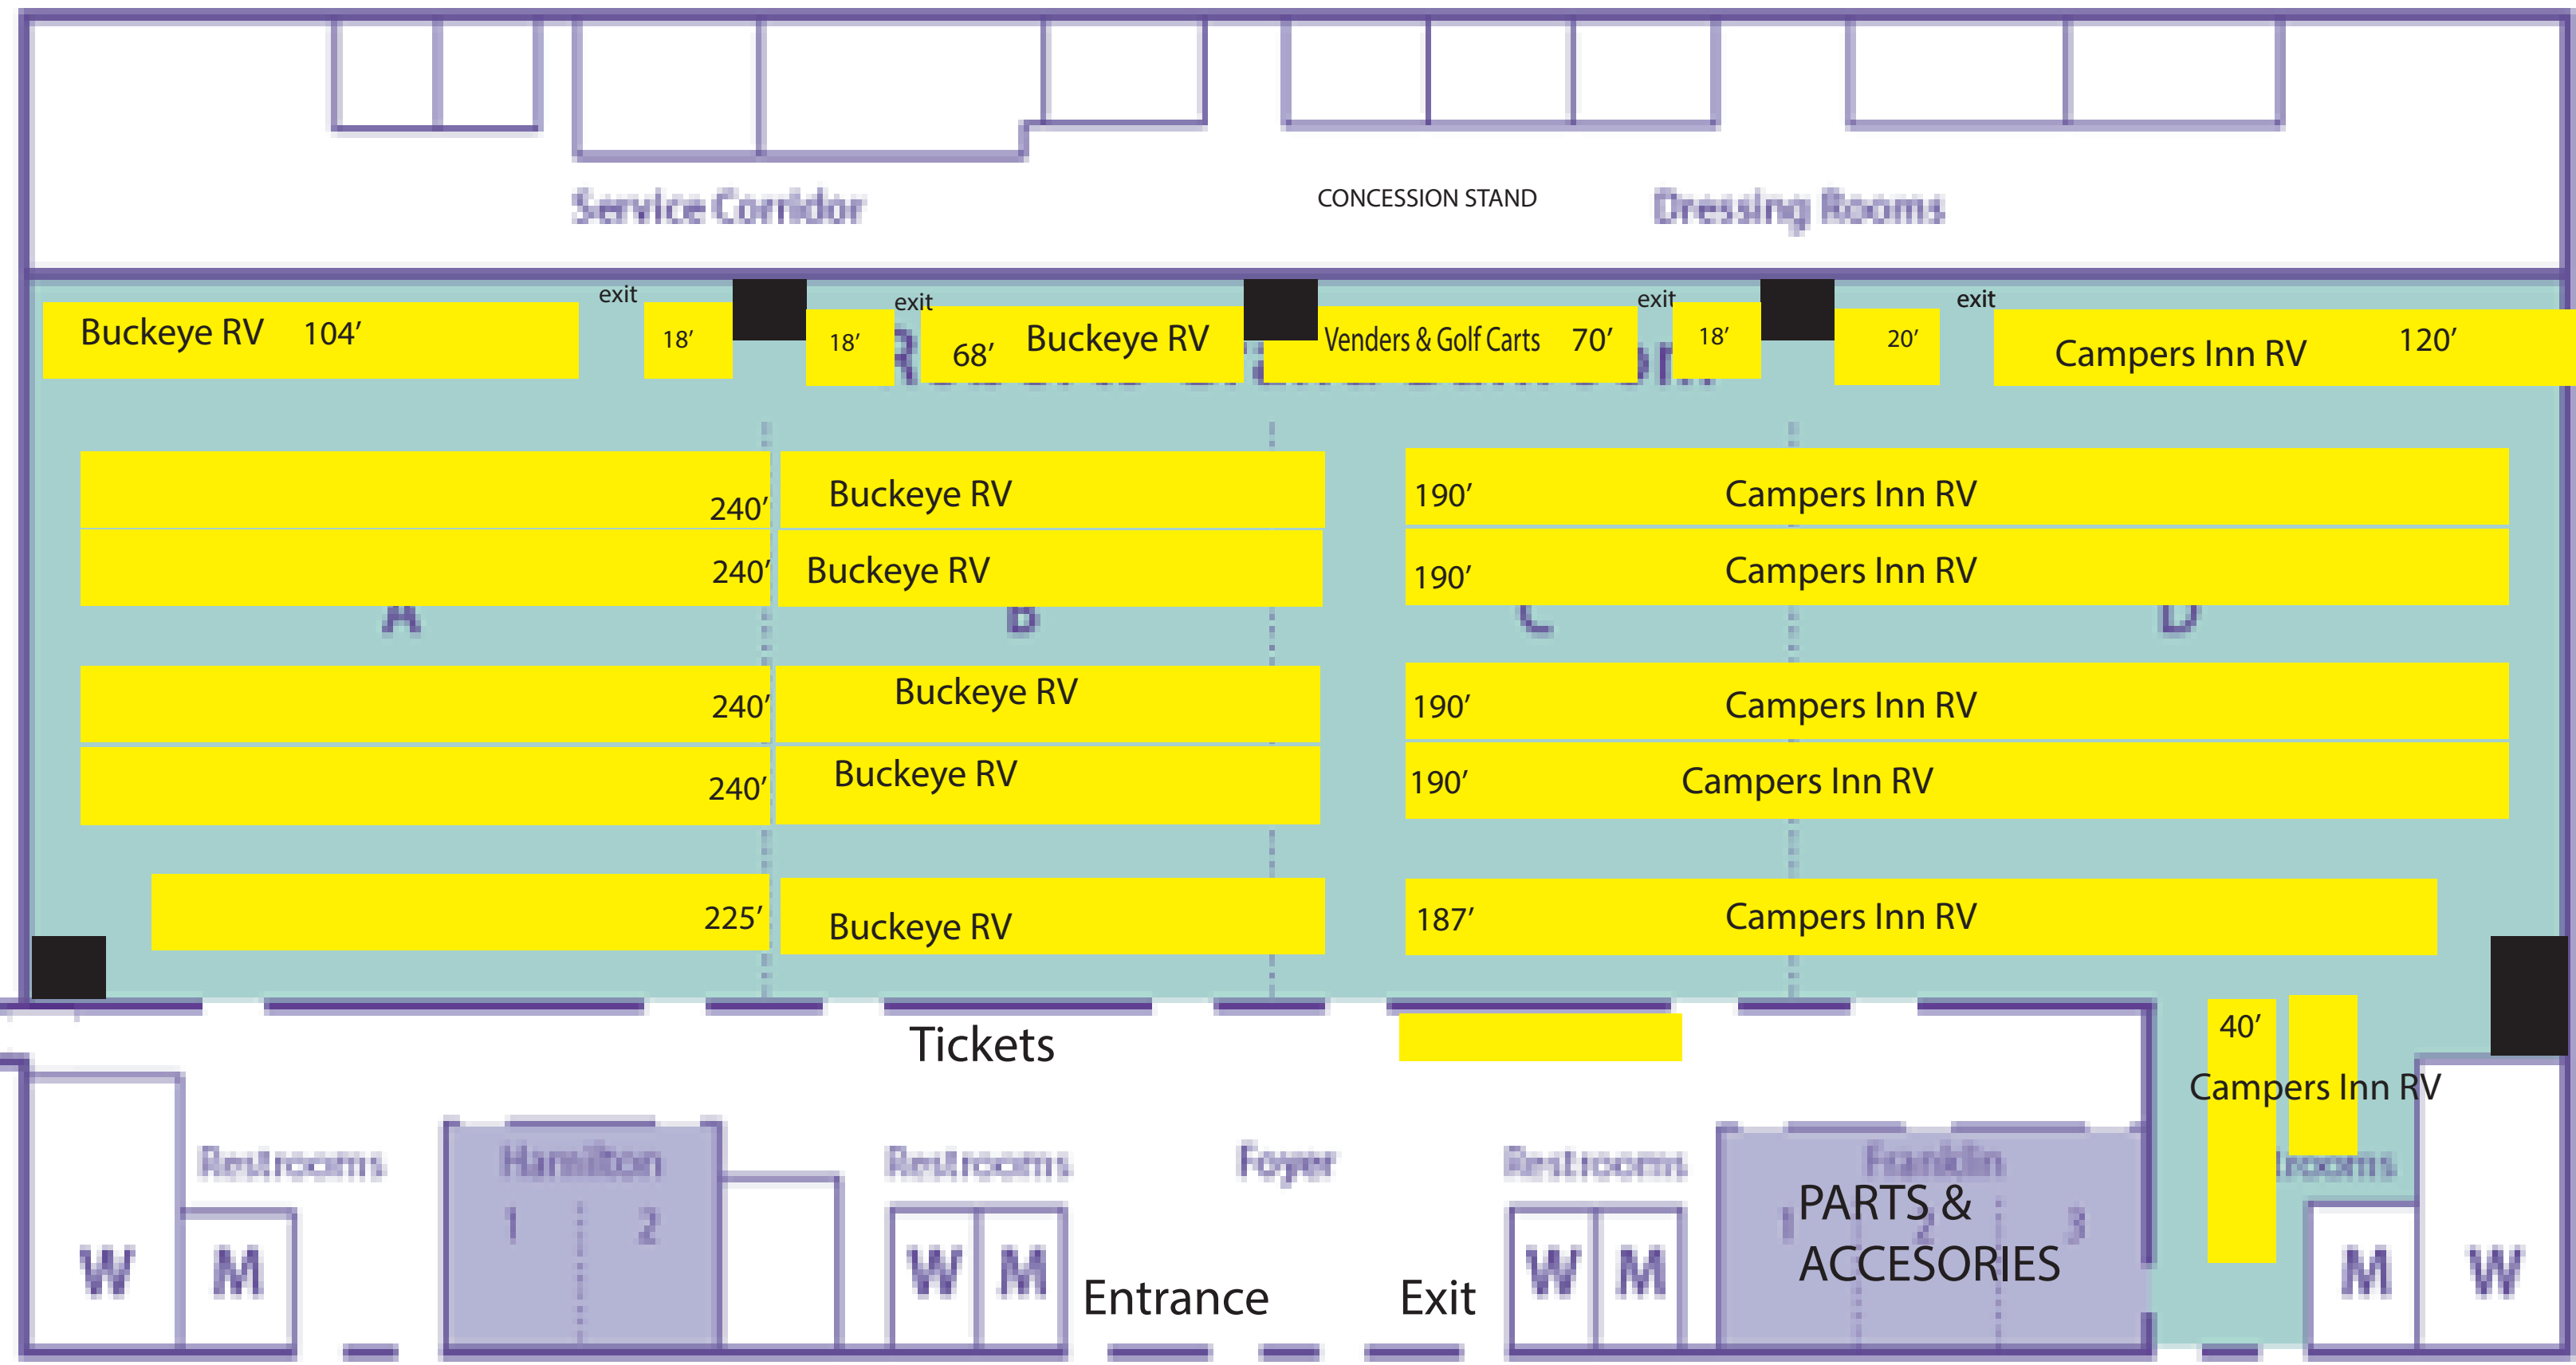 Service Corridor
CONCESSION STAND
Dressing Rooms
exit
exit
exit
exit
Buckeye RV 104’
18’
18’
68’ Buckeye RV
Venders & Golf Carts 70’
18’
20’
Campers Inn RV 120’
240’ Buckeye RV
190’ Campers Inn RV
240’ Buckeye RV
190’ Campers Inn RV
A
B
C
D
240’ Buckeye RV
190’ Campers Inn RV
240’ Buckeye RV
190’ Campers Inn RV
225’ Buckeye RV
187’ Campers Inn RV
Tickets
40’
Campers Inn RV
Restrooms
Hamilton
Restrooms
Foyer
Restrooms
Franklin
1 2
PARTS &
1 2 3
ACCESORIES
W M
W M
Entrance
Exit
W M
M W